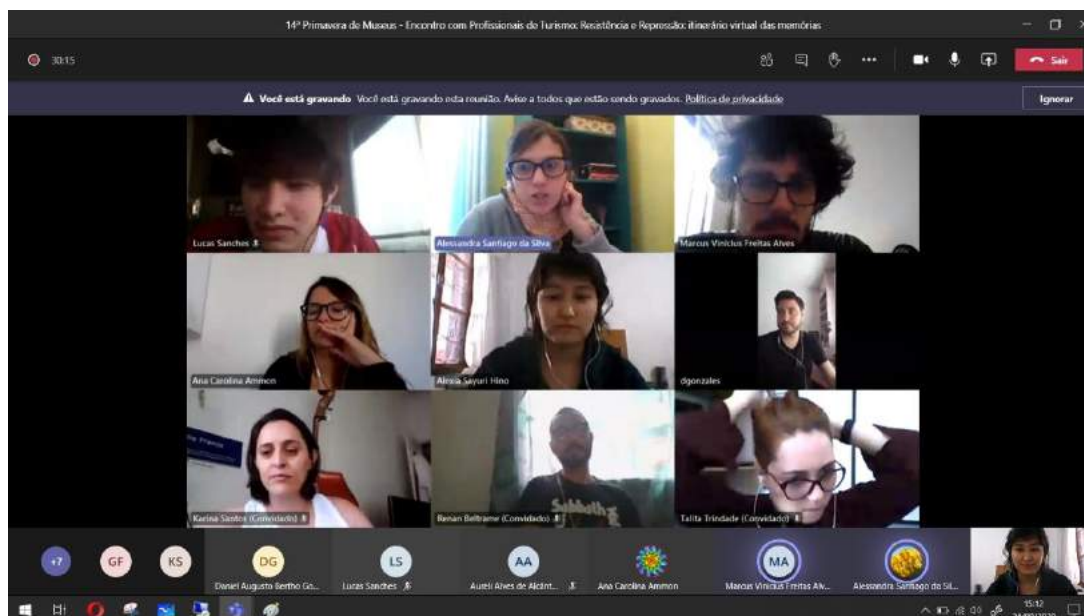 14ª Primavera de Museus - Encontro com Profissionais de Turismo: Resistência e Repressão: itinerário virtual das memórias
30:15
Sair
Você está gravando Você está gravando esta reunião. Avise a todos que estão sendo gravados. Política de privacidade
Ignorar
Lucas Sanches
Alessandra Santiago da Silva
Marcus Vinicius Freitas Alves
Ana Carolina Ammon
Alexia Sayuri Hino
dgonzales
Karina Santos (Convidado)
Renan Beltrame (Convidado)
Talita Trindade (Convidado)
Sabbath
+7
GF
KS
DG
LS
AA
MA
Daniel Augusto Bertho Go...
Lucas Sanches
Aureli Alves de Alcânt...
Ana Carolina Ammon
Marcus Vinicius Freitas Alv...
Alessandra Santiago da Sil...
15:12